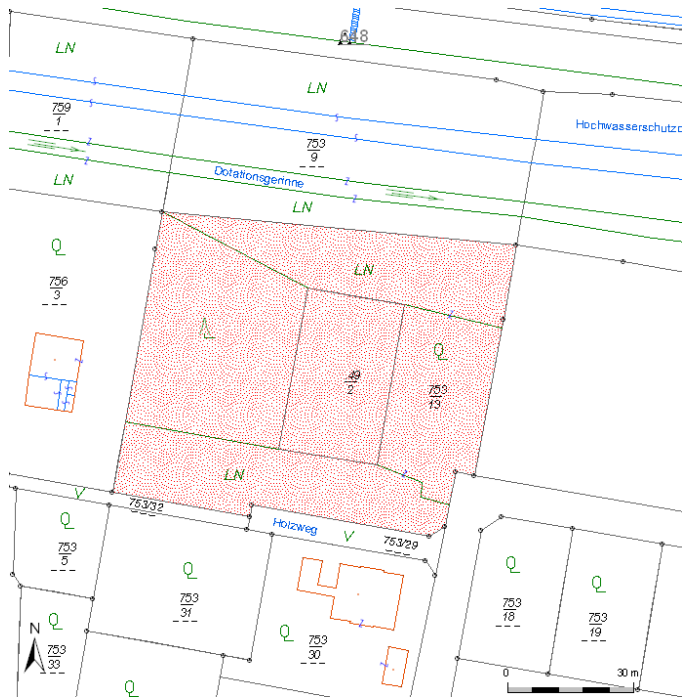 648
LN
LN
Hochwasserschutzd
759
1
753
9
Dotationsgerinne
LN
LN
Q
LN
756
3
Q
49
2
753
13
LN
V
753/32
Holzweg
V
753/29
Q
753
5
Q
753
31
Q
753
18
Q
753
19
N
Q
753
33
Q
753
30
Q
0
30 m